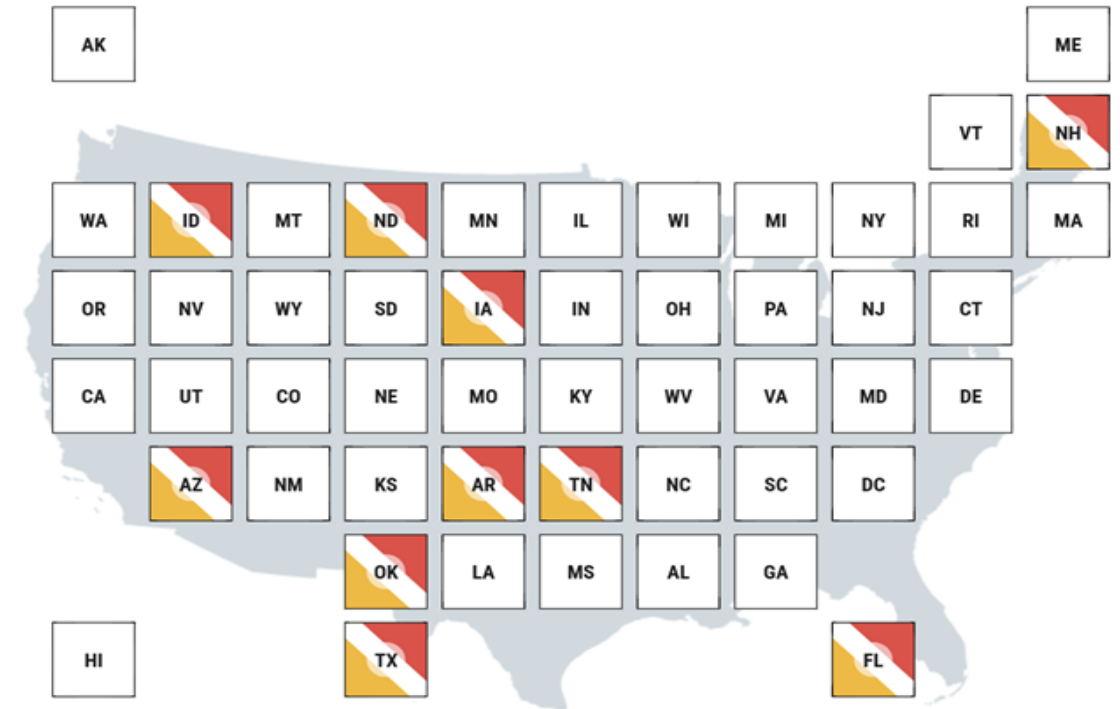 AK ME
VT NH
WA ID MT ND MN IL WI MI NY RI MA
OR NV WY SD IA IN OH PA NJ CT
CA UT CO NE MO KY WV VA MD DE
AZ NM KS AR TN NC SC DC
OK LA MS AL GA
HI TX FL